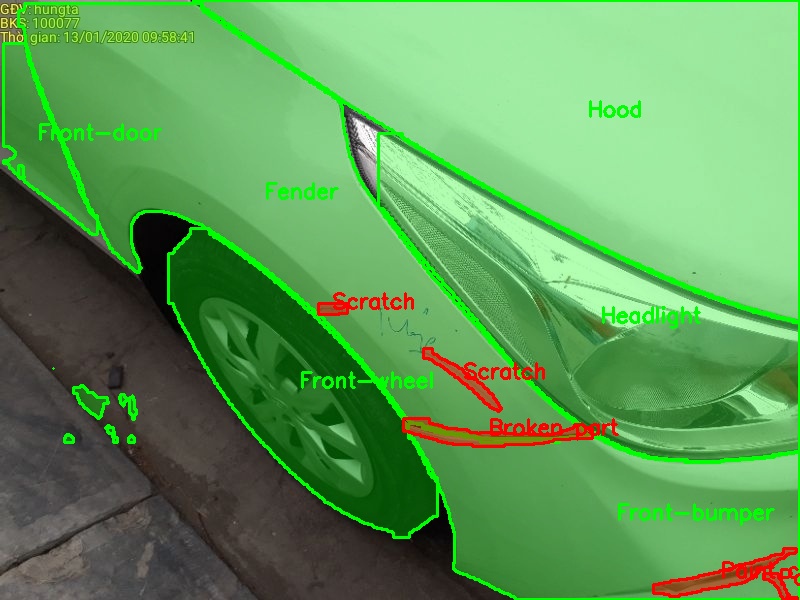 GĐV: hungta
BKS: 100077
Thời gian: 13/01/2020 09:58:41
Hood
Front-door
Fender
Scratch
Headlight
Scratch
Front-wheel
Broken part
Front-bumper